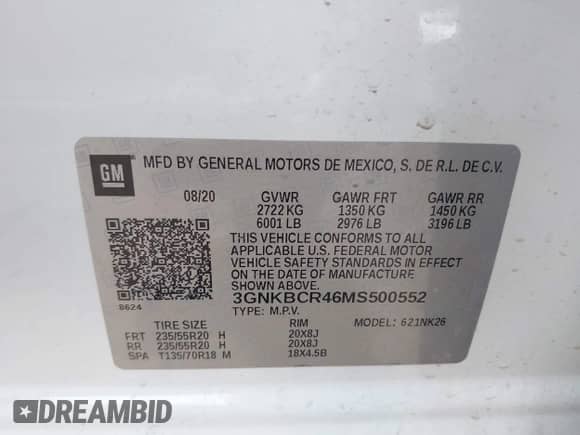 GM
MFD BY GENERAL MOTORS DE MEXICO, S. DE R.L. DE C.V.
08/20 GVWR GAWR FRT GAWR RR
2722 KG 1350 KG 1450 KG
6001 LB 2976 LB 3196 LB
THIS VEHICLE CONFORMS TO ALL
APPLICABLE U.S. FEDERAL MOTOR
VEHICLE SAFETY STANDARDS IN EFFECT
ON THE DATE OF MANUFACTURE
SHOWN ABOVE.
8624 3GNKBCR46MS500552
TYPE: M.P.V. MODEL: 621NK26
TIRE SIZE RIM
FRT 235/55R20 H 20X8J
RR 235/55R20 H 20X8J
SPA T135/70R18 M 18X4.5B
DREAMBID